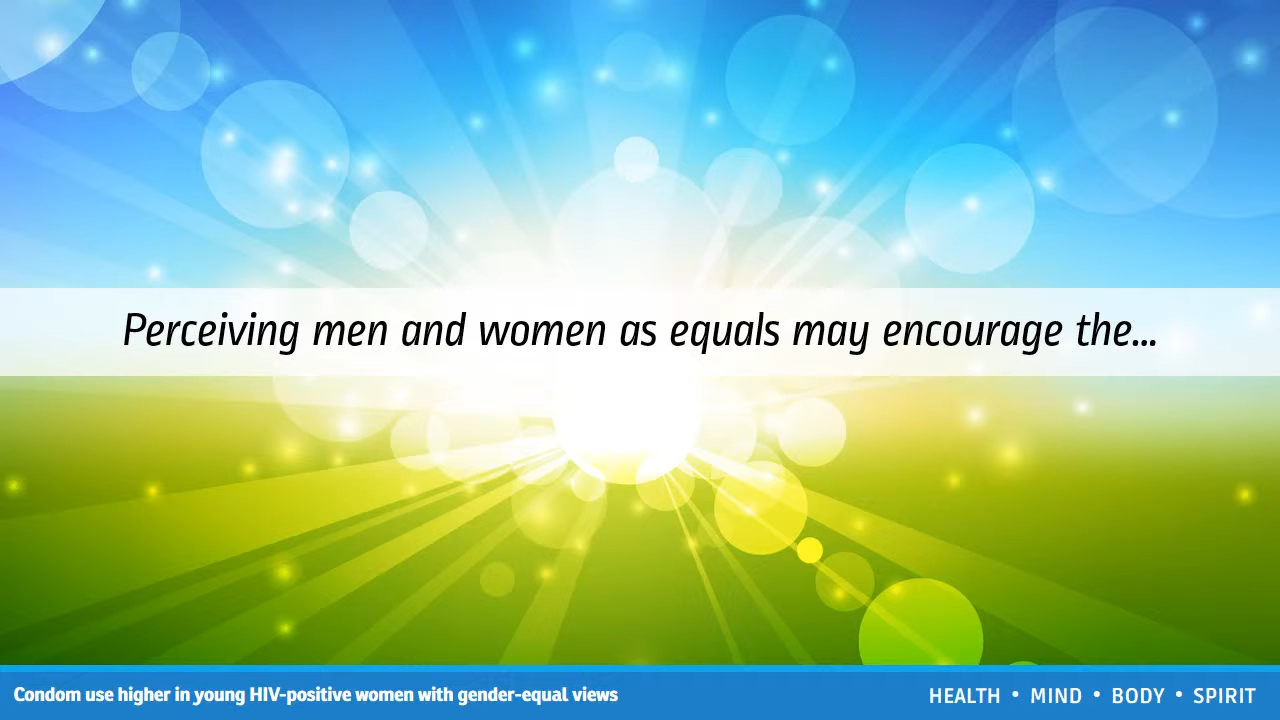 Perceiving men and women as equals may encourage the...
Condom use higher in young HIV-positive women with gender-equal views
HEALTH • MIND • BODY • SPIRIT